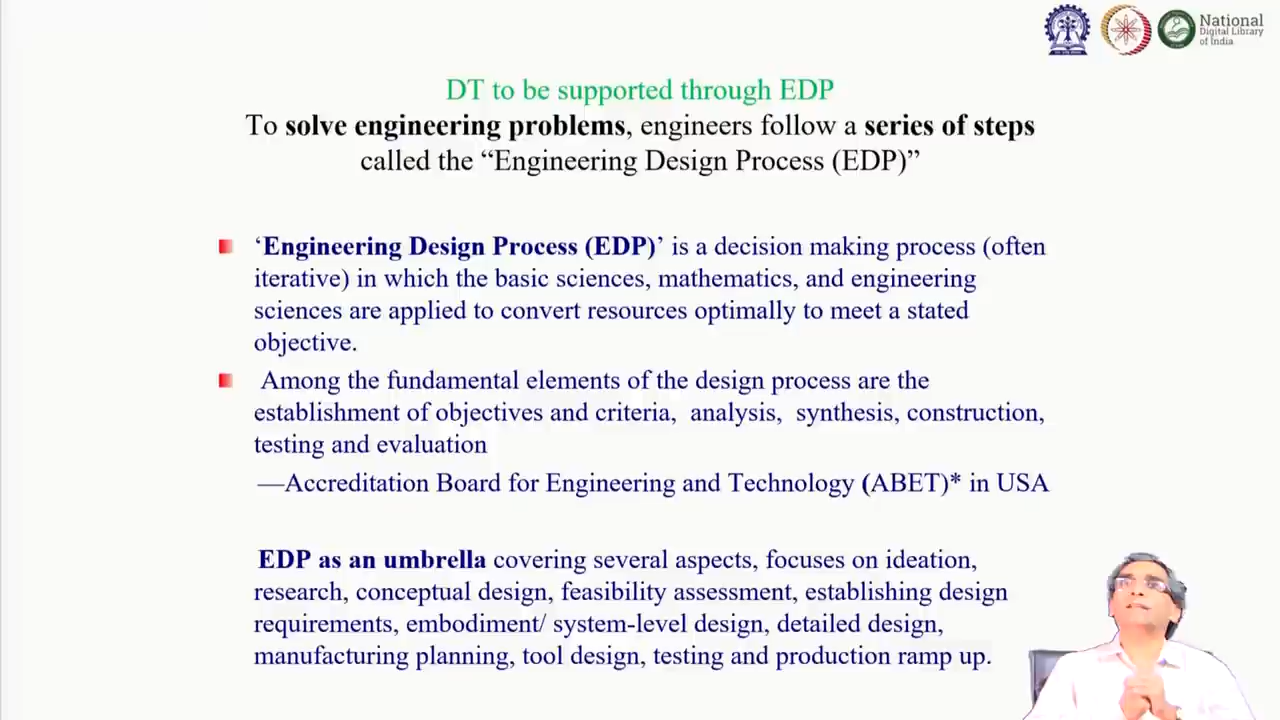 National
Digital Library
of India
DT to be supported through EDP
To solve engineering problems, engineers follow a series of steps
called the “Engineering Design Process (EDP)”
‘Engineering Design Process (EDP)’ is a decision making process (often
iterative) in which the basic sciences, mathematics, and engineering
sciences are applied to convert resources optimally to meet a stated
objective.
Among the fundamental elements of the design process are the
establishment of objectives and criteria, analysis, synthesis, construction,
testing and evaluation
—Accreditation Board for Engineering and Technology (ABET)* in USA
EDP as an umbrella covering several aspects, focuses on ideation,
research, conceptual design, feasibility assessment, establishing design
requirements, embodiment/ system-level design, detailed design,
manufacturing planning, tool design, testing and production ramp up.